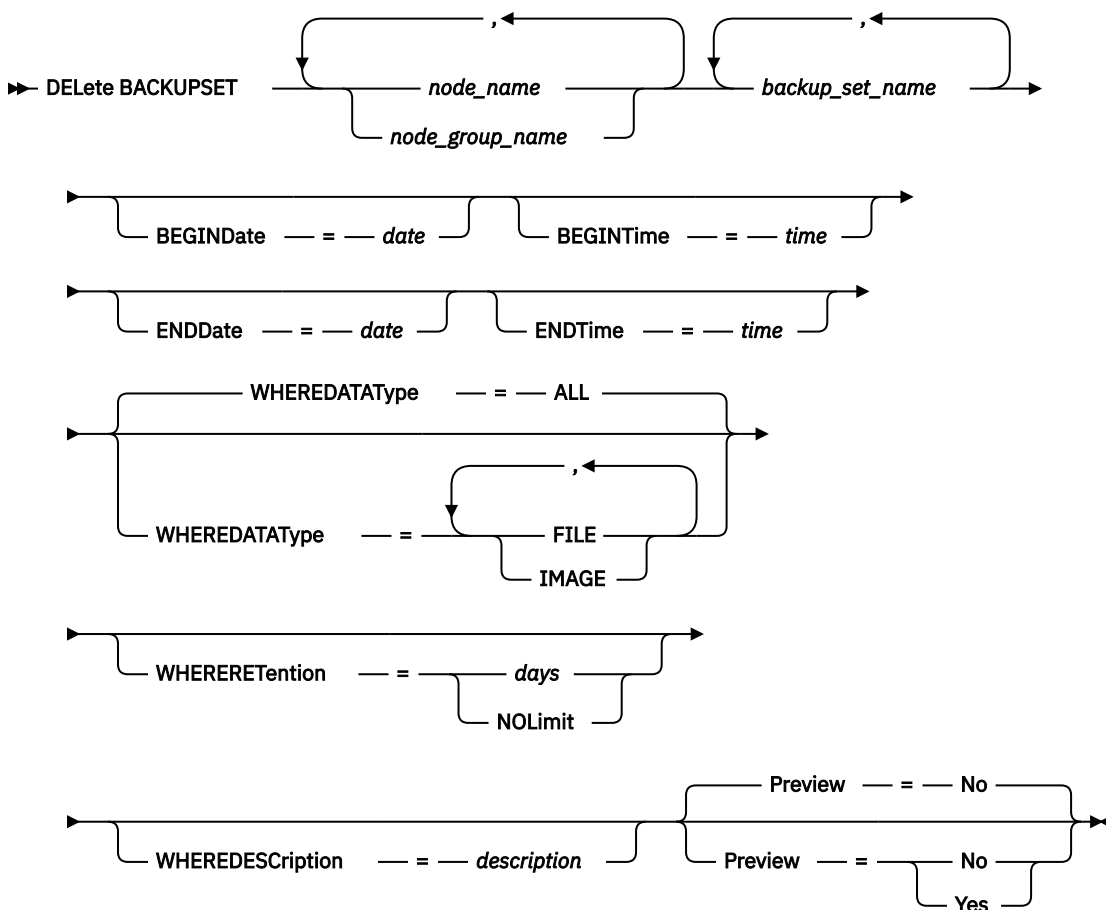 , ,
DELete BACKUPSET node_name backup_set_name
node_group_name
BEGINDate = date BEGINTime = time
ENDDate = date ENDTime = time
WHEREDATAType = ALL
,
WHEREDATAType = FILE
IMAGE
WHERERETention = days
NOLimit
Preview = No
WHEREDESCription = description Preview = No
Yes